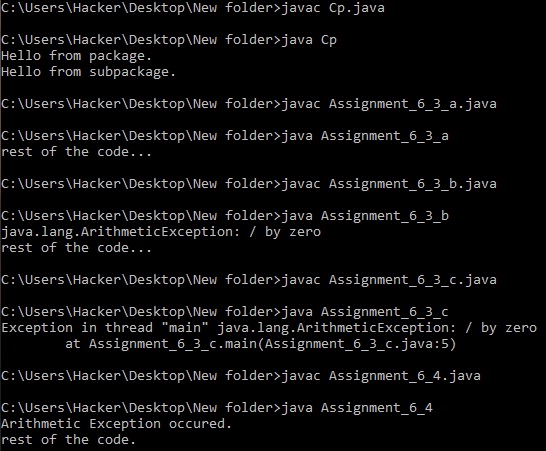 C:\Users\Hacker\Desktop\New folder>javac Cp.java
C:\Users\Hacker\Desktop\New folder>java Cp
Hello from package.
Hello from subpackage.
C:\Users\Hacker\Desktop\New folder>javac Assignment_6_3_a.java
C:\Users\Hacker\Desktop\New folder>java Assignment_6_3_a
rest of the code...
C:\Users\Hacker\Desktop\New folder>javac Assignment_6_3_b.java
C:\Users\Hacker\Desktop\New folder>java Assignment_6_3_b
java.lang.ArithmeticException: / by zero
rest of the code...
C:\Users\Hacker\Desktop\New folder>javac Assignment_6_3_c.java
C:\Users\Hacker\Desktop\New folder>java Assignment_6_3_c
Exception in thread "main" java.lang.ArithmeticException: / by zero
        at Assignment_6_3_c.main(Assignment_6_3_c.java:5)
C:\Users\Hacker\Desktop\New folder>javac Assignment_6_4.java
C:\Users\Hacker\Desktop\New folder>java Assignment_6_4
Arithmetic Exception occured.
rest of the code.